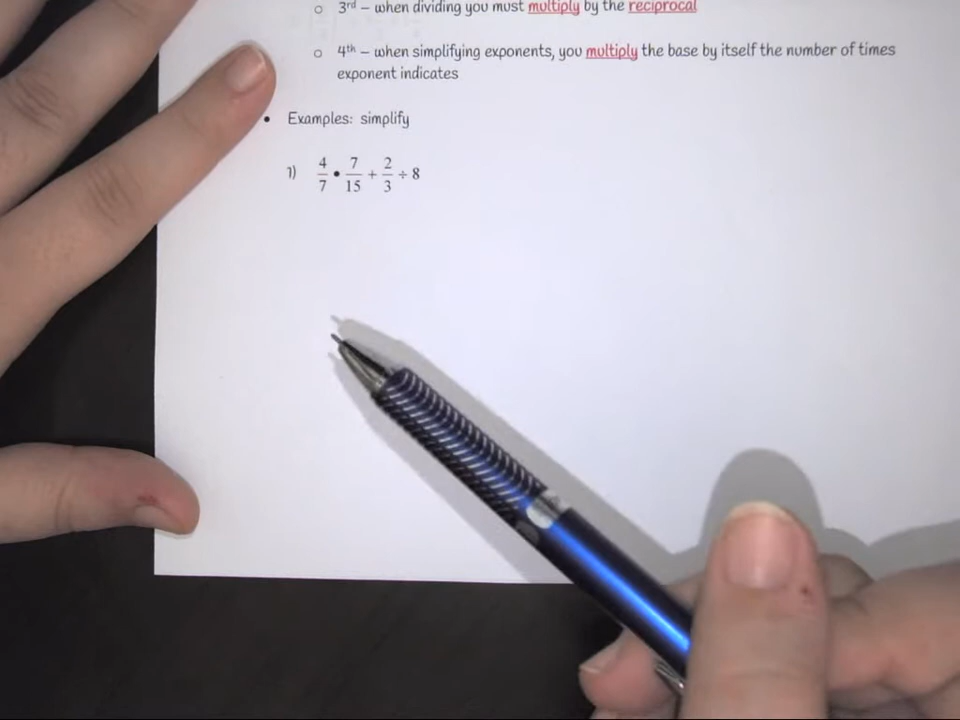 ○ 3rd – when dividing you must multiply by the reciprocal
○ 4th – when simplifying exponents, you multiply the base by itself the number of times
exponent indicates
• Examples: simplify
1) 4/7 • 7/15 + 2/3 ÷ 8